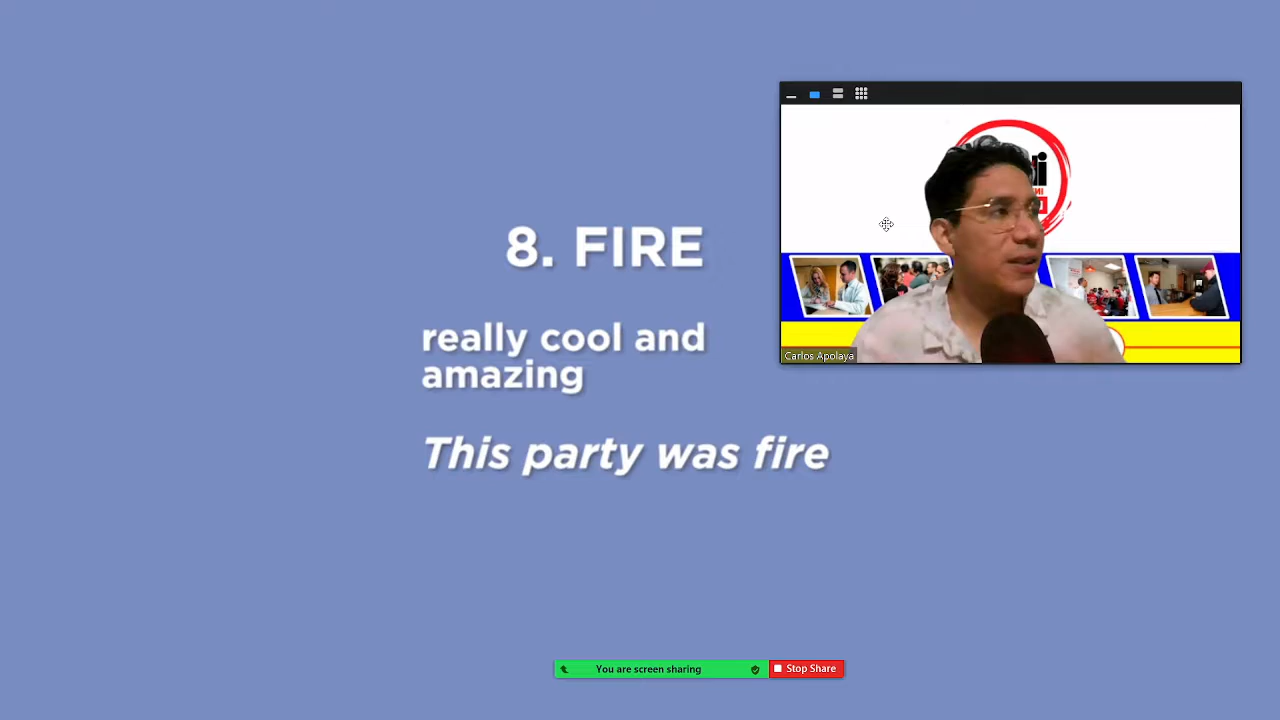 8. FIRE
really cool and
amazing
This party was fire
Carlos Apolaya
You are screen sharing
Stop Share